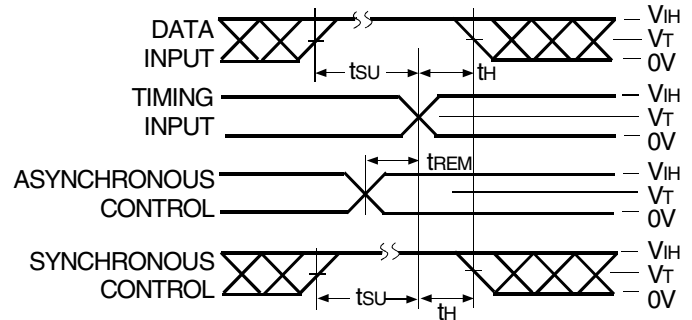 DATA
INPUT
tSU
tH
VIH
VT
0V
TIMING
INPUT
VIH
VT
0V
tREM
ASYNCHRONOUS
CONTROL
VIH
VT
0V
SYNCHRONOUS
CONTROL
tSU
tH
VIH
VT
0V